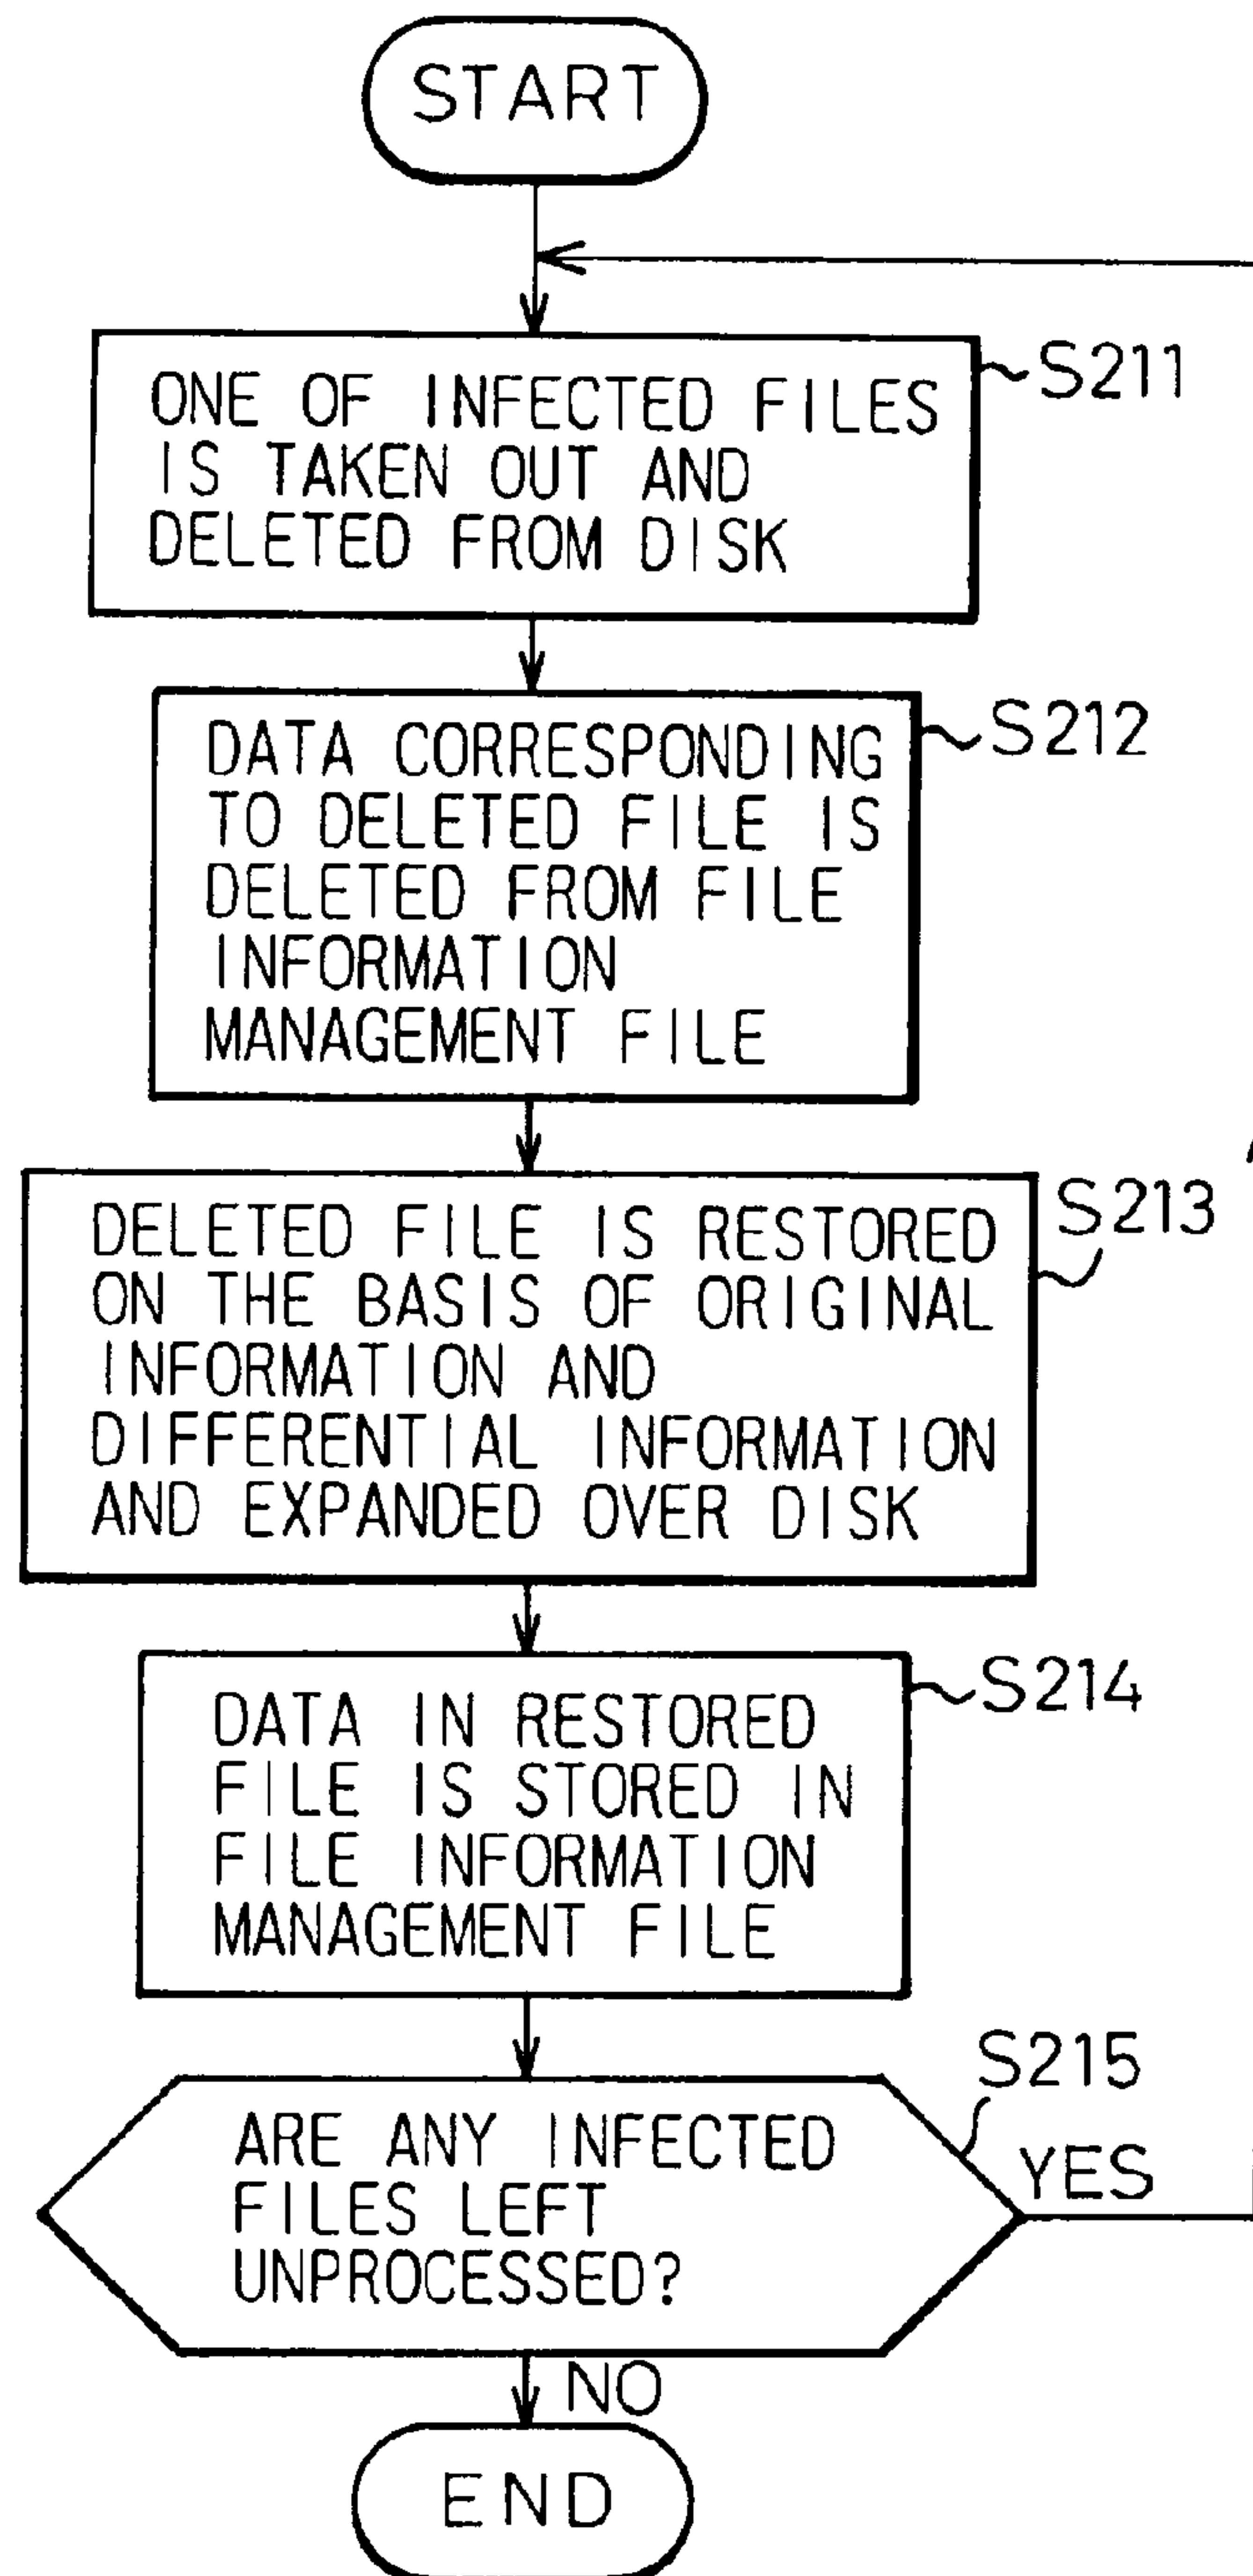 START
S211
ONE OF INFECTED FILES
IS TAKEN OUT AND
DELETED FROM DISK
S212
DATA CORRESPONDING
TO DELETED FILE IS
DELETED FROM FILE
INFORMATION
MANAGEMENT FILE
S213
DELETED FILE IS RESTORED
ON THE BASIS OF ORIGINAL
INFORMATION AND
DIFFERENTIAL INFORMATION
AND EXPANDED OVER DISK
S214
DATA IN RESTORED
FILE IS STORED IN
FILE INFORMATION
MANAGEMENT FILE
S215
ARE ANY INFECTED
FILES LEFT
UNPROCESSED?
YES
NO
END